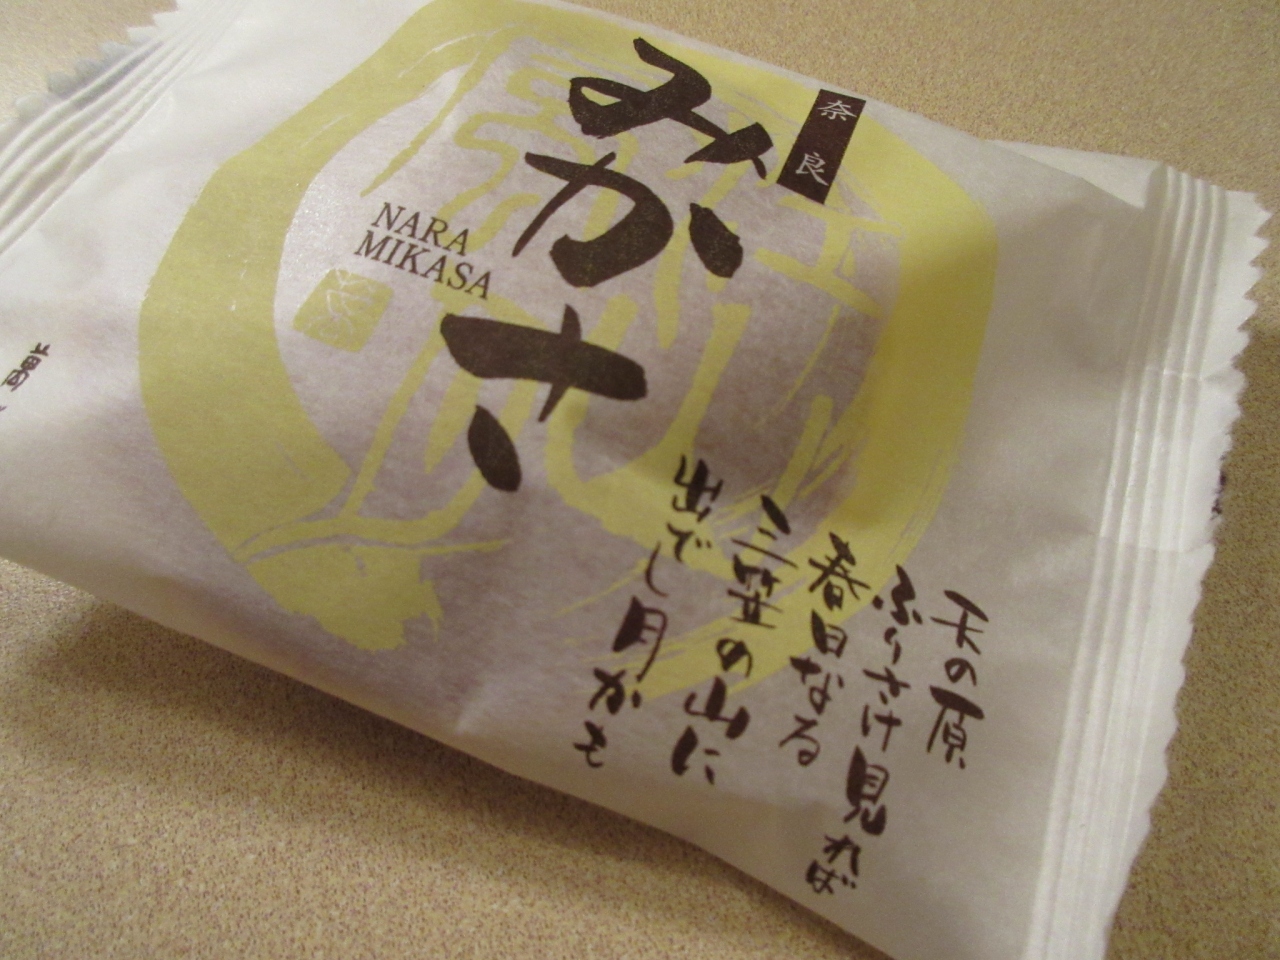 奈良
みかさ
NARA
MIKASA
天の原
ふりさけ見れば
春日なる
三笠の山に
出でし月かも